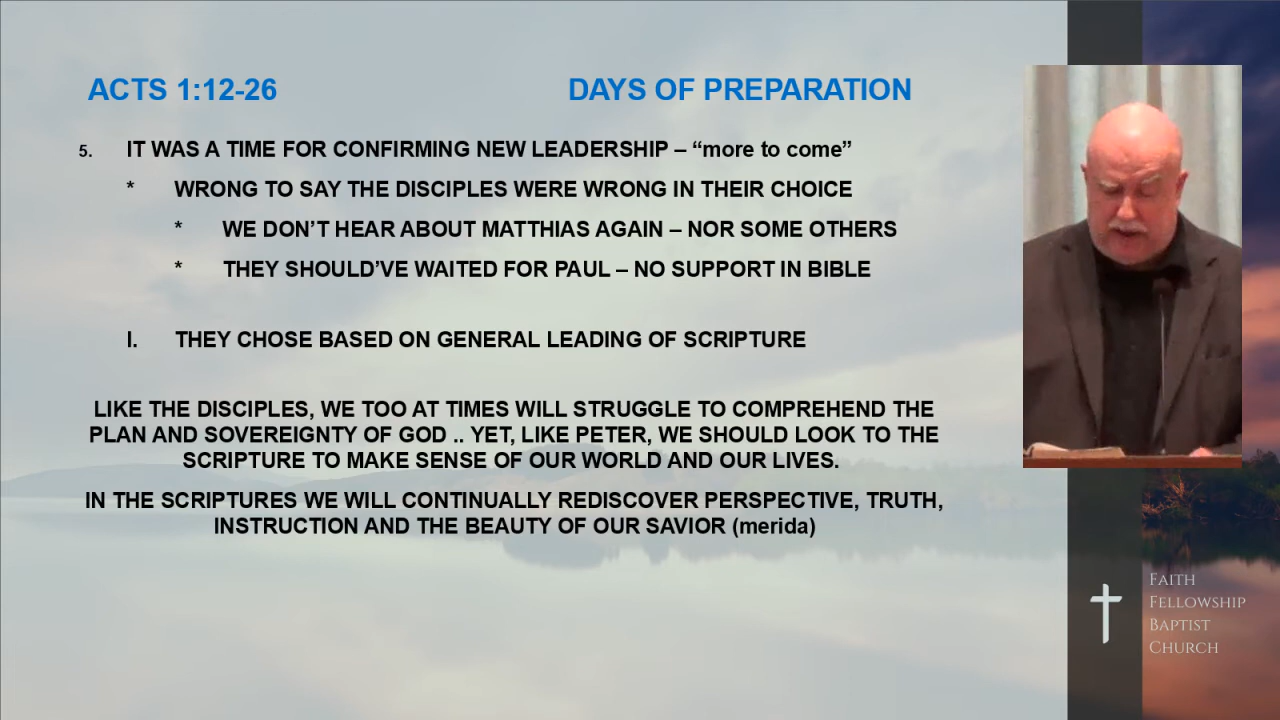 ACTS 1:12-26 DAYS OF PREPARATION
5. IT WAS A TIME FOR CONFIRMING NEW LEADERSHIP – “more to come”
* WRONG TO SAY THE DISCIPLES WERE WRONG IN THEIR CHOICE
* WE DON’T HEAR ABOUT MATTHIAS AGAIN – NOR SOME OTHERS
* THEY SHOULD’VE WAITED FOR PAUL – NO SUPPORT IN BIBLE
I. THEY CHOSE BASED ON GENERAL LEADING OF SCRIPTURE
LIKE THE DISCIPLES, WE TOO AT TIMES WILL STRUGGLE TO COMPREHEND THE
PLAN AND SOVEREIGNTY OF GOD .. YET, LIKE PETER, WE SHOULD LOOK TO THE
SCRIPTURE TO MAKE SENSE OF OUR WORLD AND OUR LIVES.
IN THE SCRIPTURES WE WILL CONTINUALLY REDISCOVER PERSPECTIVE, TRUTH,
INSTRUCTION AND THE BEAUTY OF OUR SAVIOR (merida)
FAITH
FELLOWSHIP
BAPTIST
CHURCH